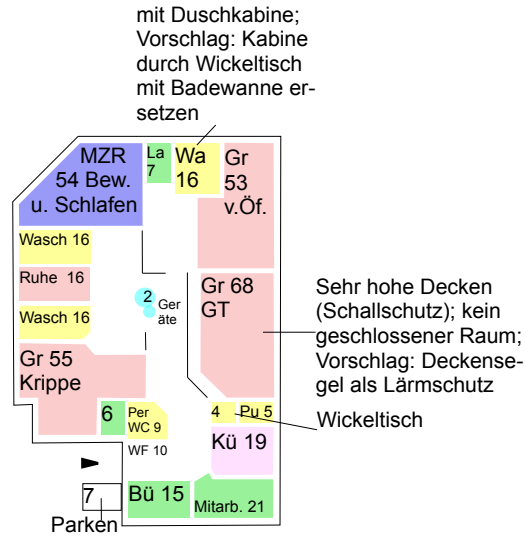 mit Duschkabine;
Vorschlag: Kabine
durch Wickeltisch
mit Badewanne er-
setzen
MZR
54 Bew.
u. Schlafen
La
7
Wa
16
Gr
53
v.Öf.
Wasch 16
Ruhe 16
Wasch 16
2
Ger
äte
Gr 68
GT
Sehr hohe Decken
(Schallschutz); kein
geschlossener Raum;
Vorschlag: Deckense-
gel als Lärmschutz
Gr 55
Krippe
6
Per
WC 9
WF 10
4
Pu 5
Wickeltisch
Kü 19
7
Parken
Bü 15
Mitarb. 21